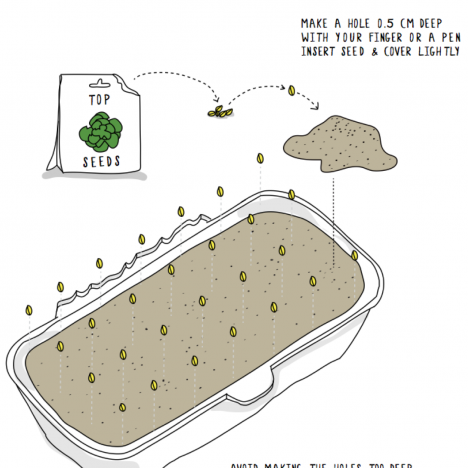 MAKE A HOLE 0.5 CM DEEP
WITH YOUR FINGER OR A PEN
INSERT SEED & COVER LIGHTLY
TOP
SEEDS
AVOID MAKING THE HOLES TOO DEEP